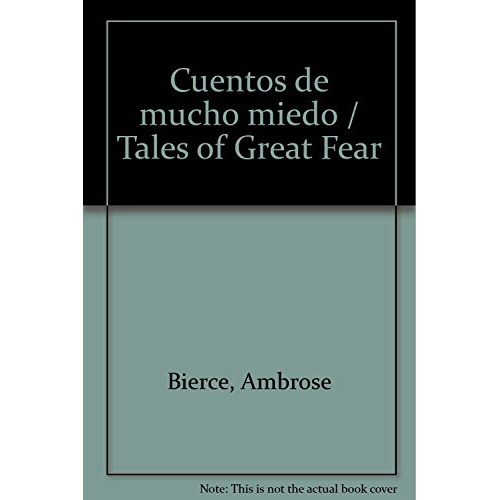 Cuentos de
mucho miedo /
Tales of Great Fear
Bierce, Ambrose
Note: This is not the actual book cover